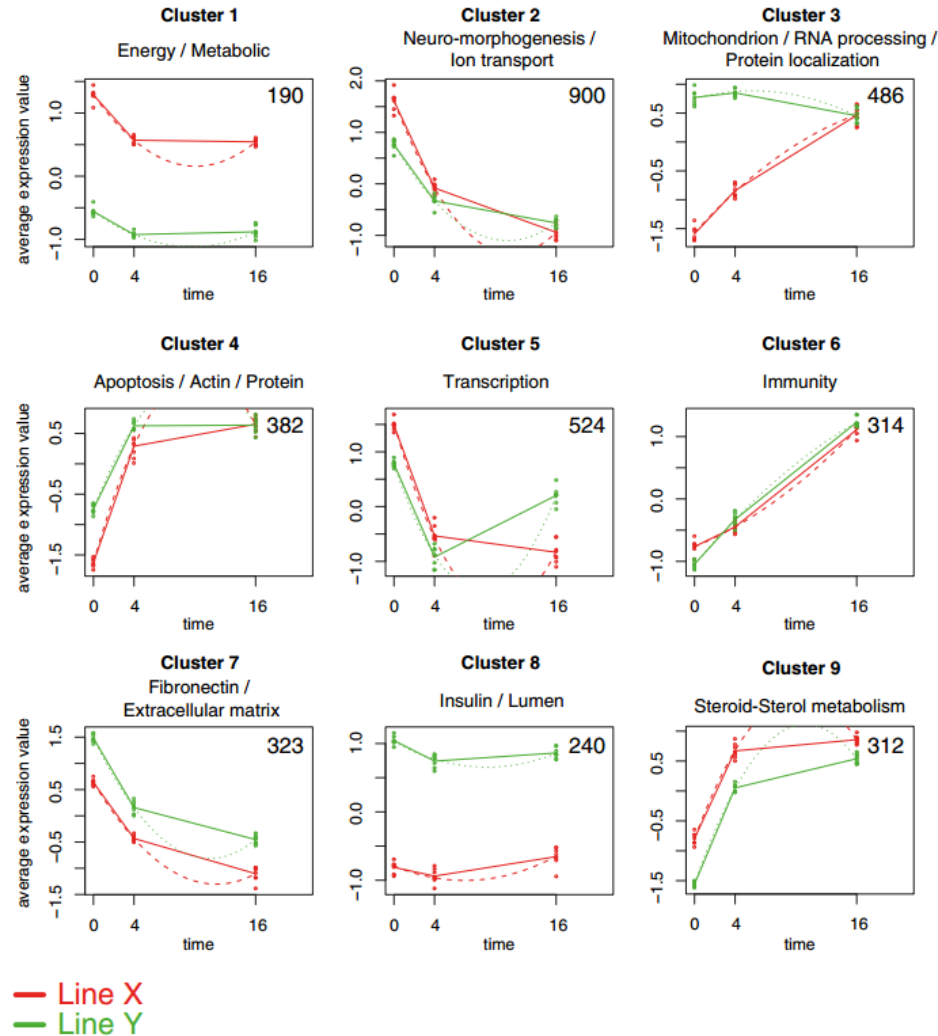 Cluster 1
Energy / Metabolic
190
average expression value
1.0
0.0
−1.0
0 4 16
time
Cluster 2
Neuro-morphogenesis /
Ion transport
900
2.0
1.0
0.0
−1.0
0 4 16
time
Cluster 3
Mitochondrion / RNA processing /
Protein localization
486
0.5
−0.5
−1.5
0 4 16
time
Cluster 4
Apoptosis / Actin / Protein
382
average expression value
0.5
−0.5
−1.5
0 4 16
time
Cluster 5
Transcription
524
1.0
0.0
−1.0
0 4 16
time
Cluster 6
Immunity
314
1.0
0.0
−1.0
0 4 16
time
Cluster 7
Fibronectin /
Extracellular matrix
323
average expression value
1.5
0.5
−0.5
−1.5
0 4 16
time
Cluster 8
Insulin / Lumen
240
1.0
0.0
−1.0
0 4 16
time
Cluster 9
Steroid-Sterol metabolism
312
0.5
−0.5
−1.5
0 4 16
time
Line X
Line Y